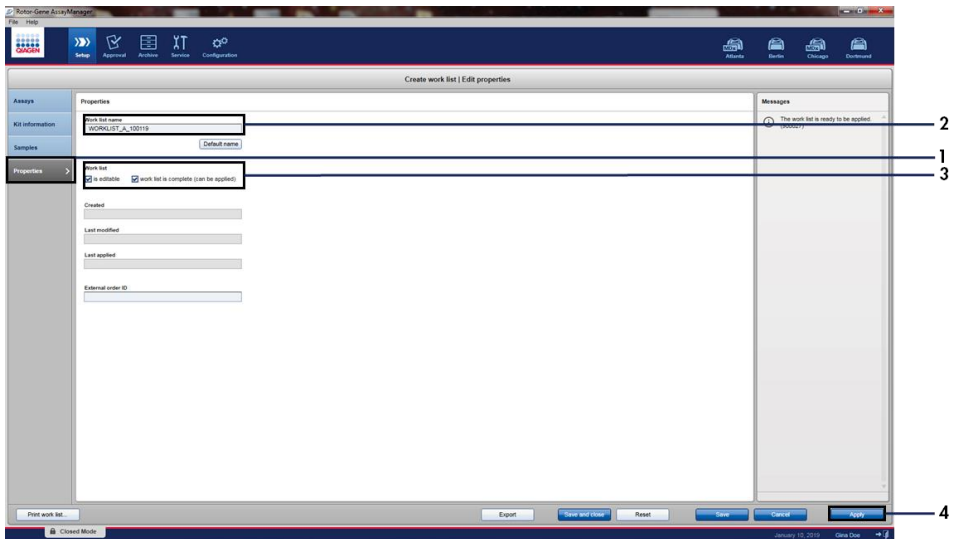 Rotor-Gene AssayManager
File Help
QIAGEN
Setup Approval Archive Service Configuration
Atlanta Berlin Chicago Dortmund
Create work list | Edit properties
Assays
Kit information
Samples
Properties
Properties
Work list name
WORKLIST_A_100119
Default name
Work list
is editable work list is complete (can be applied)
Created
Last modified
Last applied
External order ID
Messages
The work list is ready to be applied.
2
1
3
4
Print work list...
Export Save and close Reset Save Cancel Apply
Closed Mode
January 10, 2019 Gina Doe